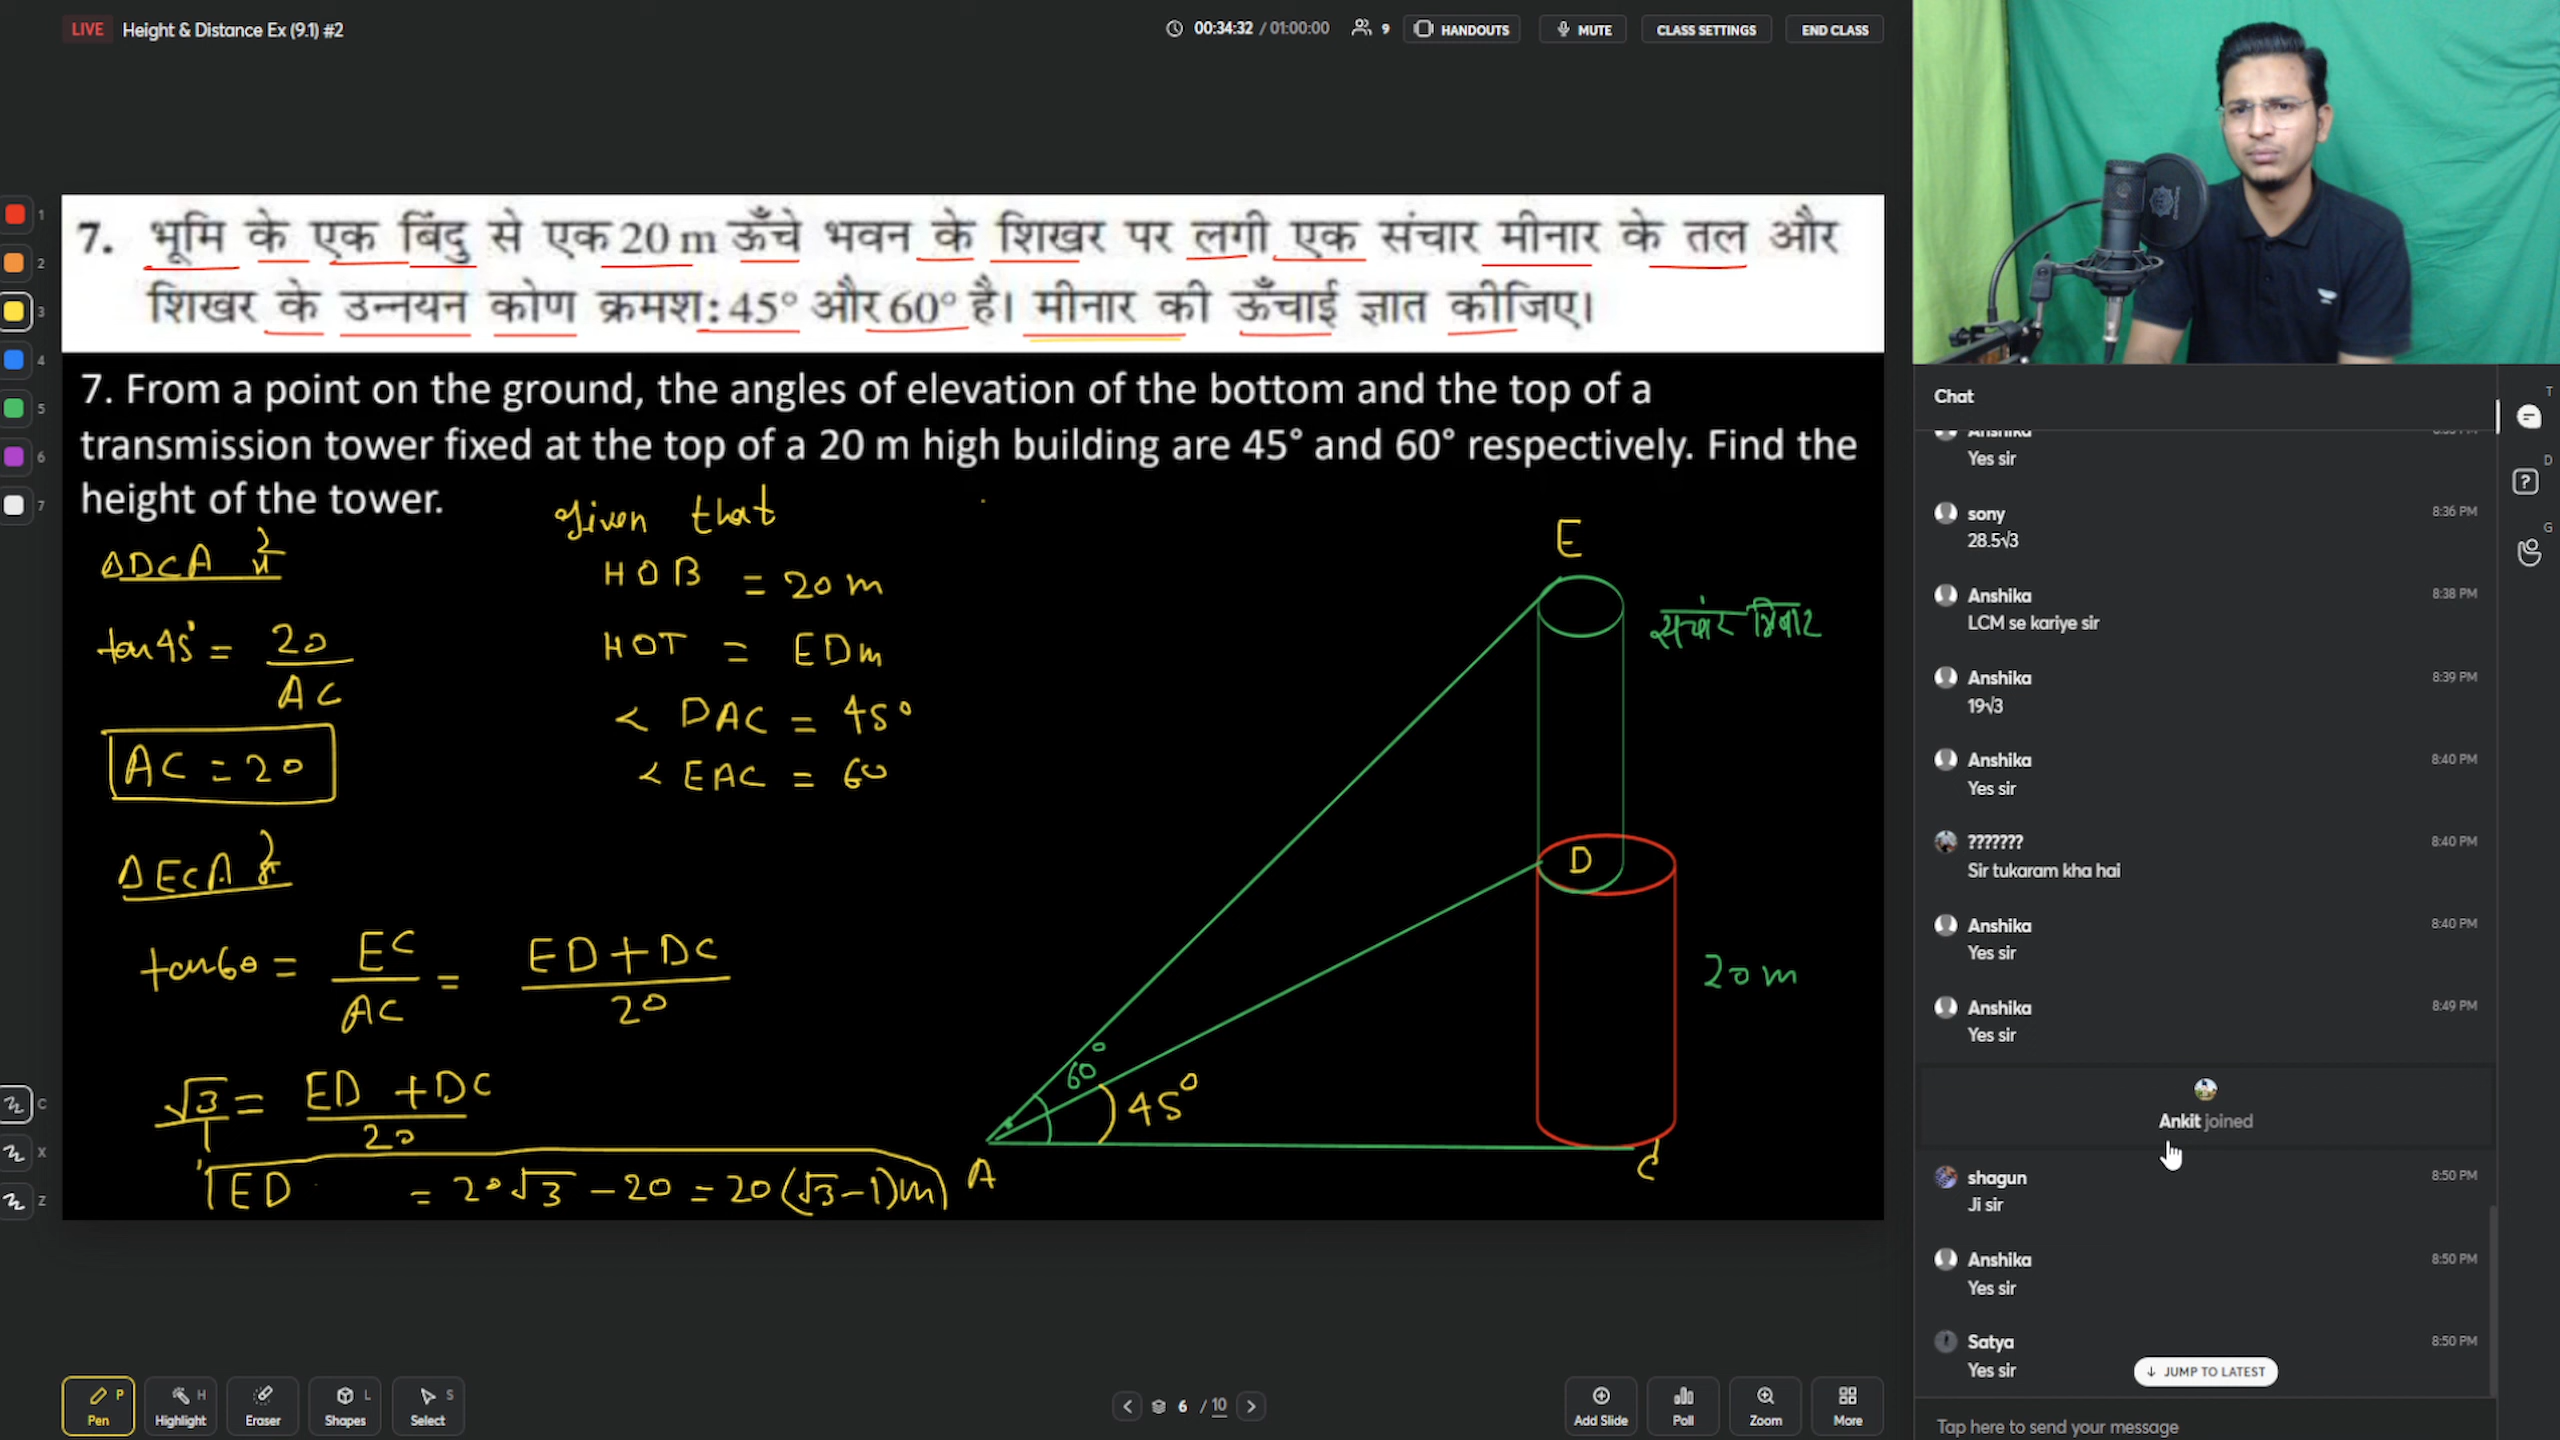 LIVE Height & Distance Ex (9.1) #2
00:34:32 / 01:00:00 9 HANDOUTS MUTE CLASS SETTINGS END CLASS
1
2
3
4
5
6
7
C
X
Z
7. भूमि के एक बिंदु से एक 20 m ऊँचे भवन के शिखर पर लगी एक संचार मीनार के तल और
शिखर के उन्नयन कोण क्रमश: 45° और 60° है। मीनार की ऊँचाई ज्ञात कीजिए।
7. From a point on the ground, the angles of elevation of the bottom and the top of a
transmission tower fixed at the top of a 20 m high building are 45° and 60° respectively. Find the
height of the tower.
given that
HOB = 20 m
HOT = EDm
< DAC = 45°
< EAC = 60
ΔDCA में
tan45° = 20/AC
AC = 20
ΔECA में
tan60 = EC/AC = ED+DC/20
√3/1 = ED + DC/20
ED = 20√3 - 20 = 20(√3-1)m
E
D
20 m
60°
45°
A
C
Chat
Anshika
Yes sir
sony 8:36 PM
28.5√3
Anshika 8:38 PM
LCM se kariye sir
Anshika 8:39 PM
19√3
Anshika 8:40 PM
Yes sir
??????? 8:40 PM
Sir tukaram kha hai
Anshika 8:40 PM
Yes sir
Anshika 8:49 PM
Yes sir
Ankit joined
shagun 8:50 PM
Ji sir
Anshika 8:50 PM
Yes sir
Satya 8:50 PM
Yes sir
JUMP TO LATEST
Tap here to send your message
T
D
G
P H L S
Pen Highlight Eraser Shapes Select
6 / 10
Add Slide Poll Zoom More